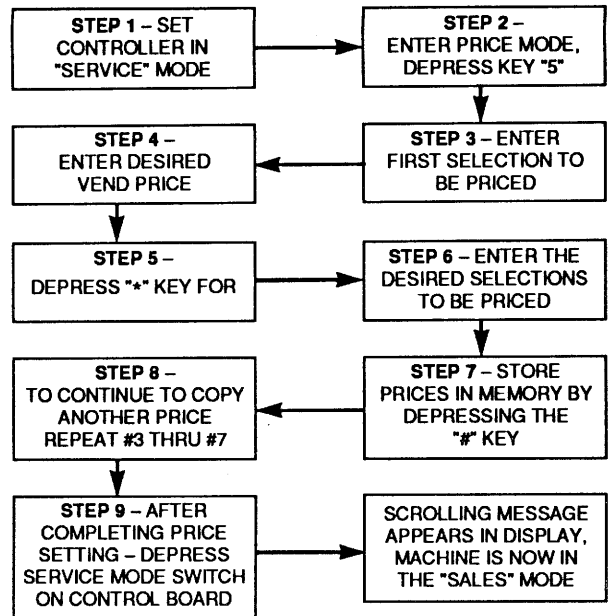 STEP 1 – SET
CONTROLLER IN
"SERVICE" MODE
STEP 2 –
ENTER PRICE MODE,
DEPRESS KEY "5"
STEP 3 – ENTER
FIRST SELECTION TO
BE PRICED
STEP 4 –
ENTER DESIRED
VEND PRICE
STEP 5 –
DEPRESS "*" KEY FOR
STEP 6 – ENTER THE
DESIRED SELECTIONS
TO BE PRICED
STEP 7 – STORE
PRICES IN MEMORY BY
DEPRESSING THE
"#" KEY
STEP 8 –
TO CONTINUE TO COPY
ANOTHER PRICE
REPEAT #3 THRU #7
STEP 9 – AFTER
COMPLETING PRICE
SETTING – DEPRESS
SERVICE MODE SWITCH
ON CONTROL BOARD
SCROLLING MESSAGE
APPEARS IN DISPLAY,
MACHINE IS NOW IN
THE "SALES" MODE